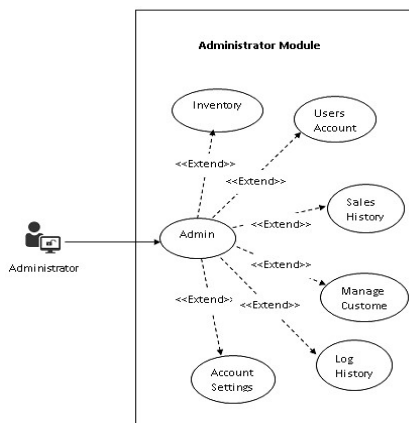 Administrator Module
Inventory
Users
Account
<<Extend>>
<<Extend>>
Sales
History
<<Extend>>
Admin
Administrator
<<Extend>>
Manage
Custome
<<Extend>>
<<Extend>>
Log
History
Account
Settings